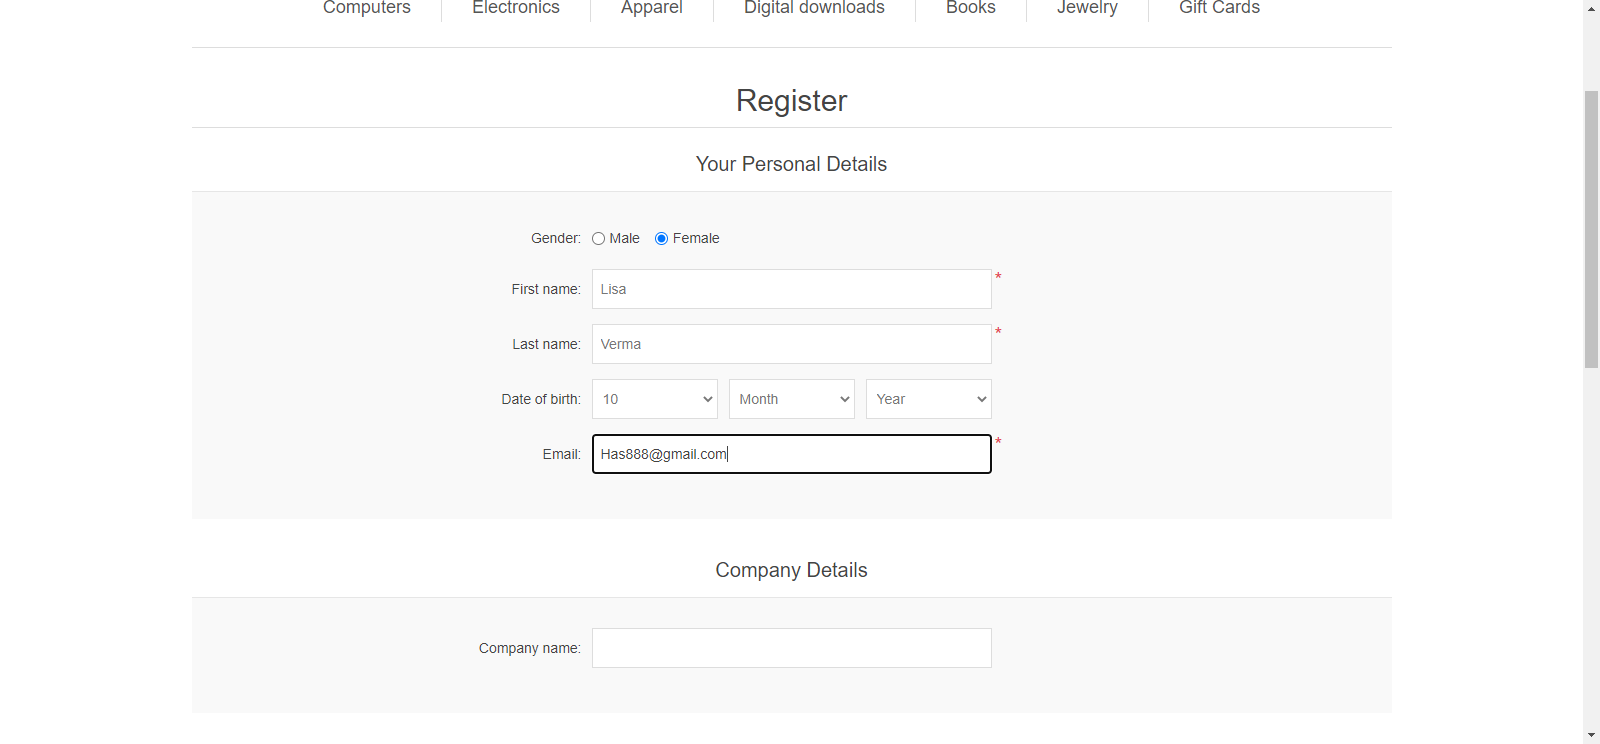 Computers Electronics Apparel Digital downloads Books Jewelry Gift Cards
Register
Your Personal Details
Gender: Male Female
First name: Lisa *
Last name: Verma *
Date of birth: 10 Month Year
Email: Has888@gmail.com *
Company Details
Company name: